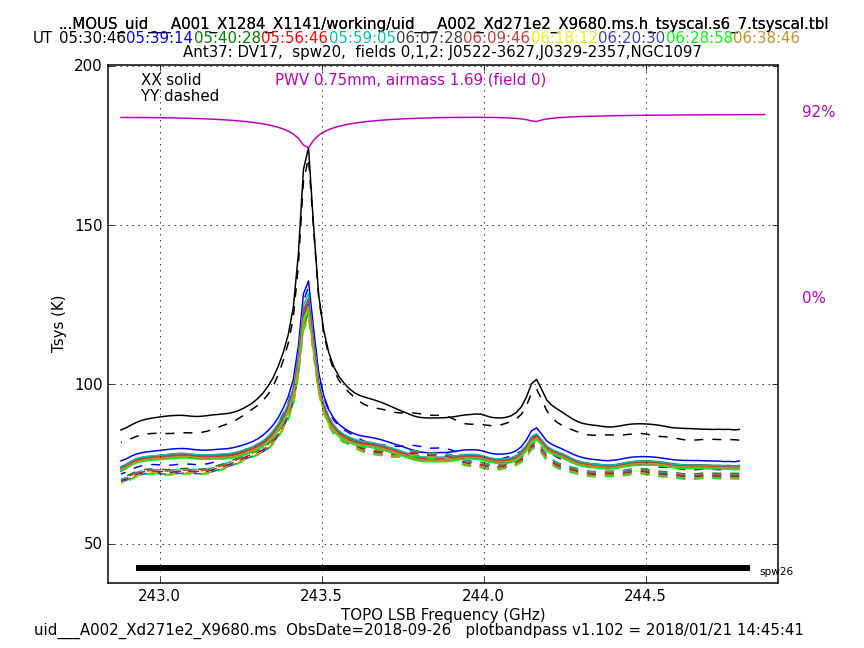 ...MOUS_uid___A001_X1284_X1141/working/uid___A002_Xd271e2_X9680.ms.h_tsyscal.s6_7.tsyscal.tbl
UT 05:30:46 05:39:14 05:40:28 05:56:46 05:59:05 06:07:28 06:09:46 06:18:12 06:20:30 06:28:58 06:38:46
Ant37: DV17, spw20, fields 0,1,2: J0522-3627,J0329-2357,NGC1097
XX solid
YY dashed
PWV 0.75mm, airmass 1.69 (field 0)
92%
0%
200
150
100
50
Tsys (K)
spw26
243.0 243.5 244.0 244.5
TOPO LSB Frequency (GHz)
uid___A002_Xd271e2_X9680.ms ObsDate=2018-09-26 plotbandpass v1.102 = 2018/01/21 14:45:41